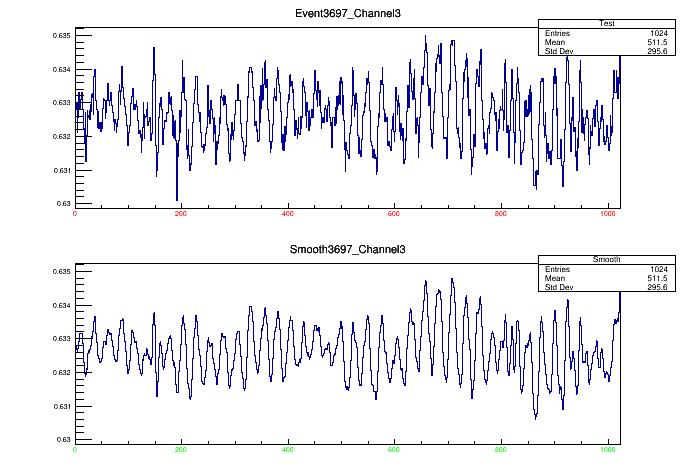 Event3697_Channel3
Test
Entries 1024
Mean 511.5
Std Dev 295.6
0.635
0.634
0.633
0.632
0.631
0.63
0 200 400 600 800 1000
Smooth3697_Channel3
Smooth
Entries 1024
Mean 511.5
Std Dev 295.6
0.635
0.634
0.633
0.632
0.631
0.63
0 200 400 600 800 1000